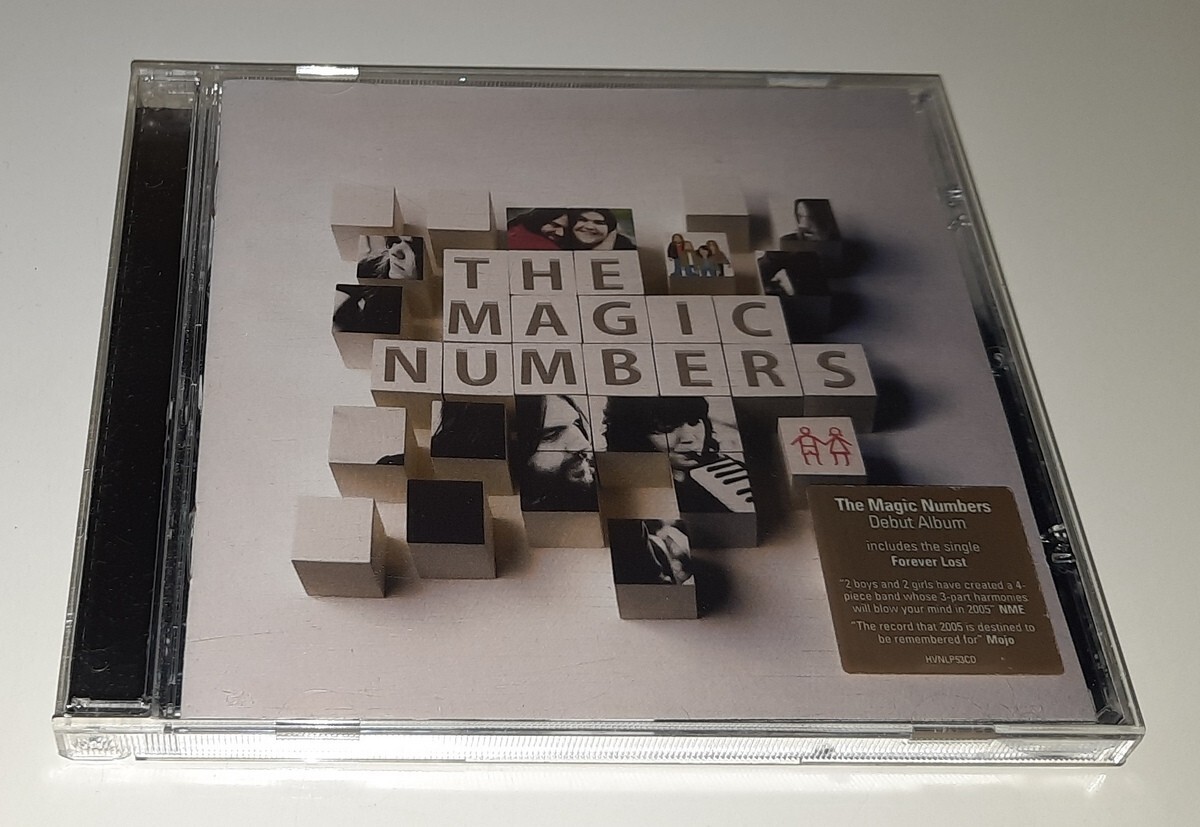 THE
MAGIC
NUMBERS
The Magic Numbers
Debut Album
includes the single
Forever Lost
"2 boys and 2 girls have created a 4-
piece band whose 3-part harmonies
will blow your mind in 2005" NME
"The record that 2005 is destined to
be remembered for" Mojo
HVNLP53CD